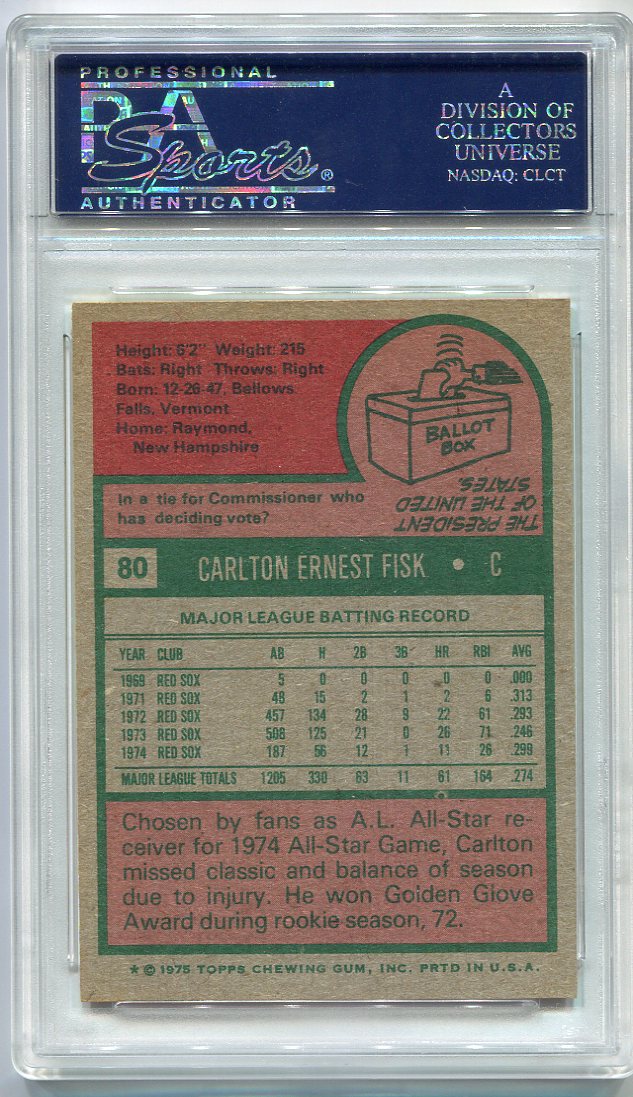 PROFESSIONAL
PSA
Sports®
AUTHENTICATOR
A
DIVISION OF
COLLECTORS
UNIVERSE
NASDAQ: CLCT
Height: 6'2" Weight: 215
Bats: Right Throws: Right
Born: 12-26-47, Bellows
Falls, Vermont
Home: Raymond,
New Hampshire
BALLOT
BOX
In a tie for Commissioner who
has deciding vote?
THE PRESIDENT
OF THE UNITED
STATES.
80 CARLTON ERNEST FISK • C
MAJOR LEAGUE BATTING RECORD
YEAR CLUB AB H 2B 3B HR RBI AVG
1969 RED SOX 5 0 0 0 0 0 .000
1971 RED SOX 48 15 2 1 2 6 .313
1972 RED SOX 457 134 28 9 22 61 .293
1973 RED SOX 508 125 21 0 26 71 .246
1974 RED SOX 187 56 12 1 11 26 .299
MAJOR LEAGUE TOTALS 1205 330 63 11 61 164 .274
Chosen by fans as A.L. All-Star re-
ceiver for 1974 All-Star Game, Carlton
missed classic and balance of season
due to injury. He won Golden Glove
Award during rookie season, 72.
* © 1975 TOPPS CHEWING GUM, INC. PRTD IN U.S.A.